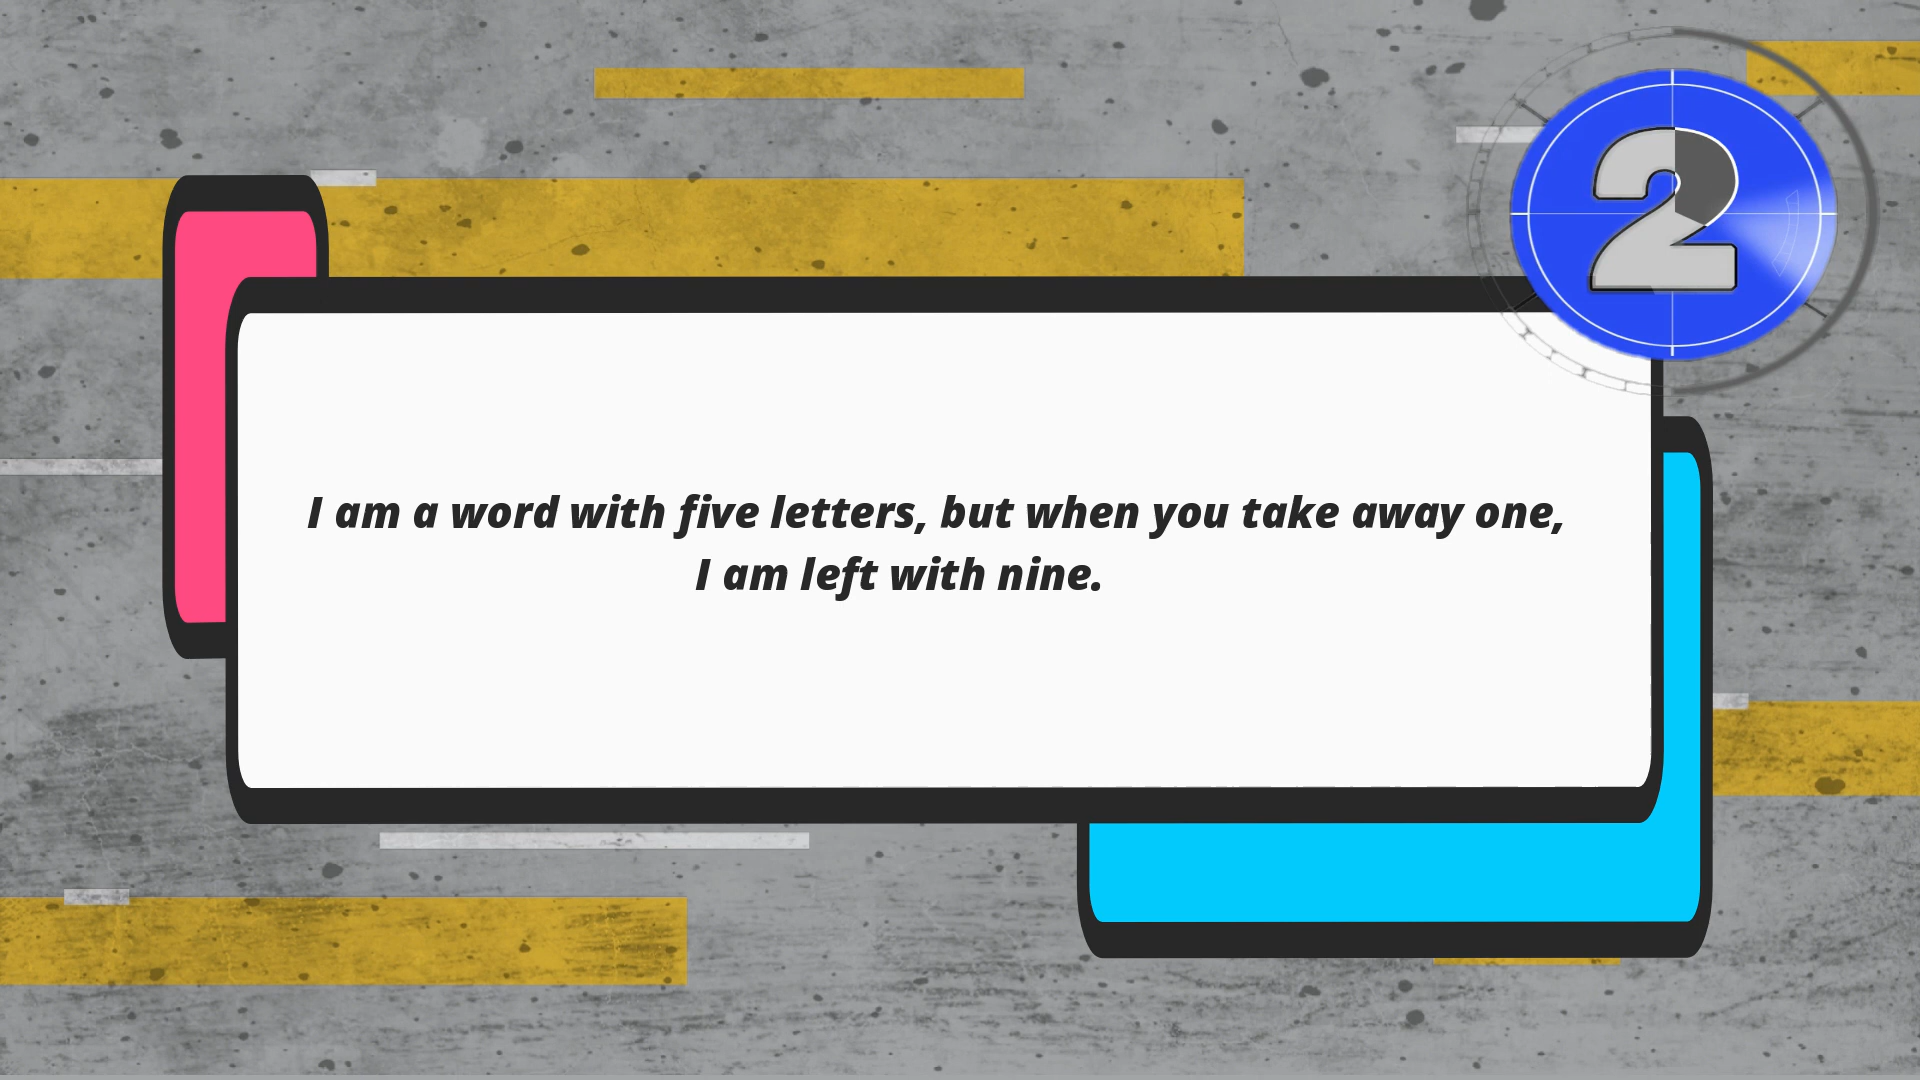 2
I am a word with five letters, but when you take away one,
I am left with nine.